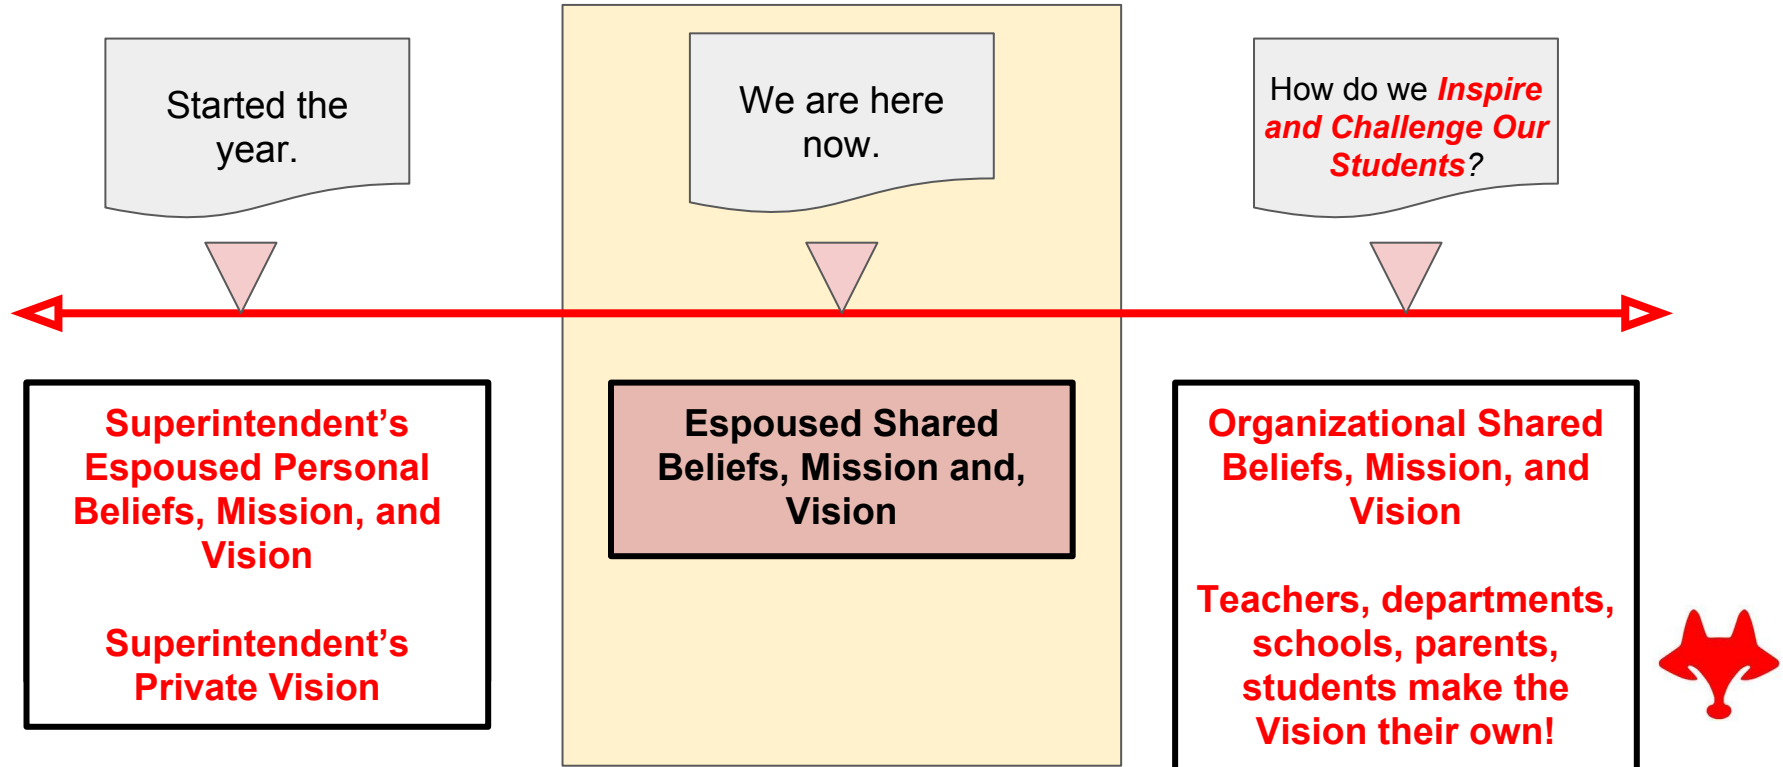 Started the
year.
We are here
now.
How do we Inspire
and Challenge Our
Students?
Superintendent’s
Espoused Personal
Beliefs, Mission, and
Vision
Superintendent’s
Private Vision
Espoused Shared
Beliefs, Mission and,
Vision
Organizational Shared
Beliefs, Mission, and
Vision
Teachers, departments,
schools, parents,
students make the
Vision their own!